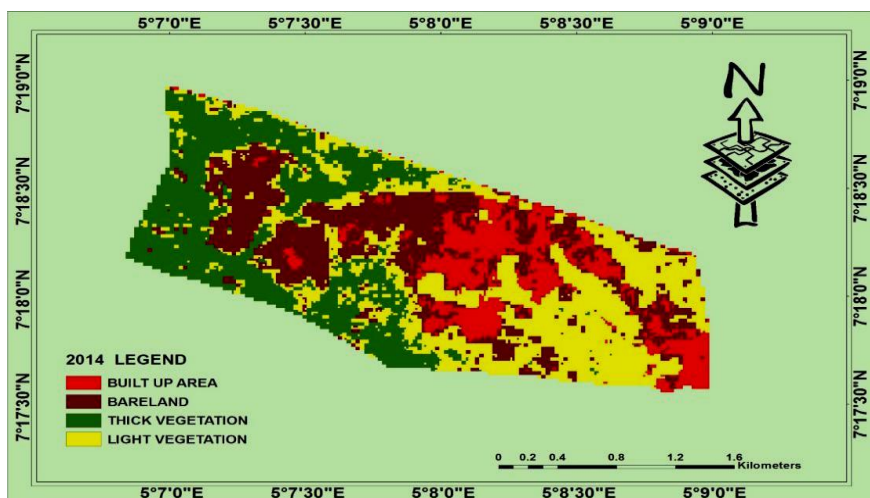 5°7'0"E 5°7'30"E 5°8'0"E 5°8'30"E 5°9'0"E
7°19'0"N
7°18'30"N
7°18'0"N
7°17'30"N
N
7°19'0"N
7°18'30"N
7°18'0"N
7°17'30"N
2014 LEGEND
BUILT UP AREA
BARELAND
THICK VEGETATION
LIGHT VEGETATION
0 0.2 0.4 0.8 1.2 1.6
Kilometers
5°7'0"E 5°7'30"E 5°8'0"E 5°8'30"E 5°9'0"E